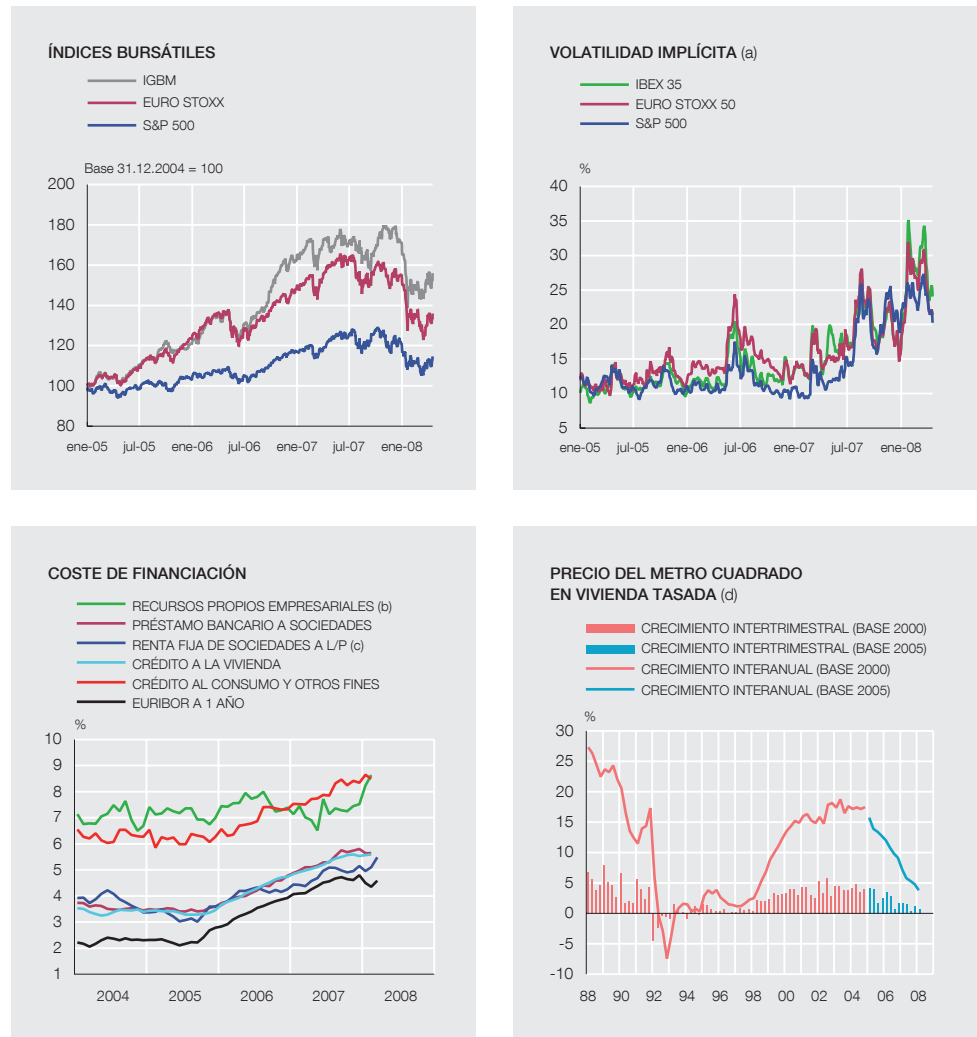 ÍNDICES BURSÁTILES
IGBM
EURO STOXX
S&P 500
Base 31.12.2004 = 100
200
180
160
140
120
100
80
ene-05 jul-05 ene-06 jul-06 ene-07 jul-07 ene-08
VOLATILIDAD IMPLÍCITA (a)
IBEX 35
EURO STOXX 50
S&P 500
%
40
35
30
25
20
15
10
5
ene-05 jul-05 ene-06 jul-06 ene-07 jul-07 ene-08
COSTE DE FINANCIACIÓN
RECURSOS PROPIOS EMPRESARIALES (b)
PRÉSTAMO BANCARIO A SOCIEDADES
RENTA FIJA DE SOCIEDADES A L/P (c)
CRÉDITO A LA VIVIENDA
CRÉDITO AL CONSUMO Y OTROS FINES
EURIBOR A 1 AÑO
%
10
9
8
7
6
5
4
3
2
1
2004 2005 2006 2007 2008
PRECIO DEL METRO CUADRADO
EN VIVIENDA TASADA (d)
CRECIMIENTO INTERTRIMESTRAL (BASE 2000)
CRECIMIENTO INTERTRIMESTRAL (BASE 2005)
CRECIMIENTO INTERANUAL (BASE 2000)
CRECIMIENTO INTERANUAL (BASE 2005)
%
30
25
20
15
10
5
0
-5
-10
88 90 92 94 96 98 00 02 04 06 08